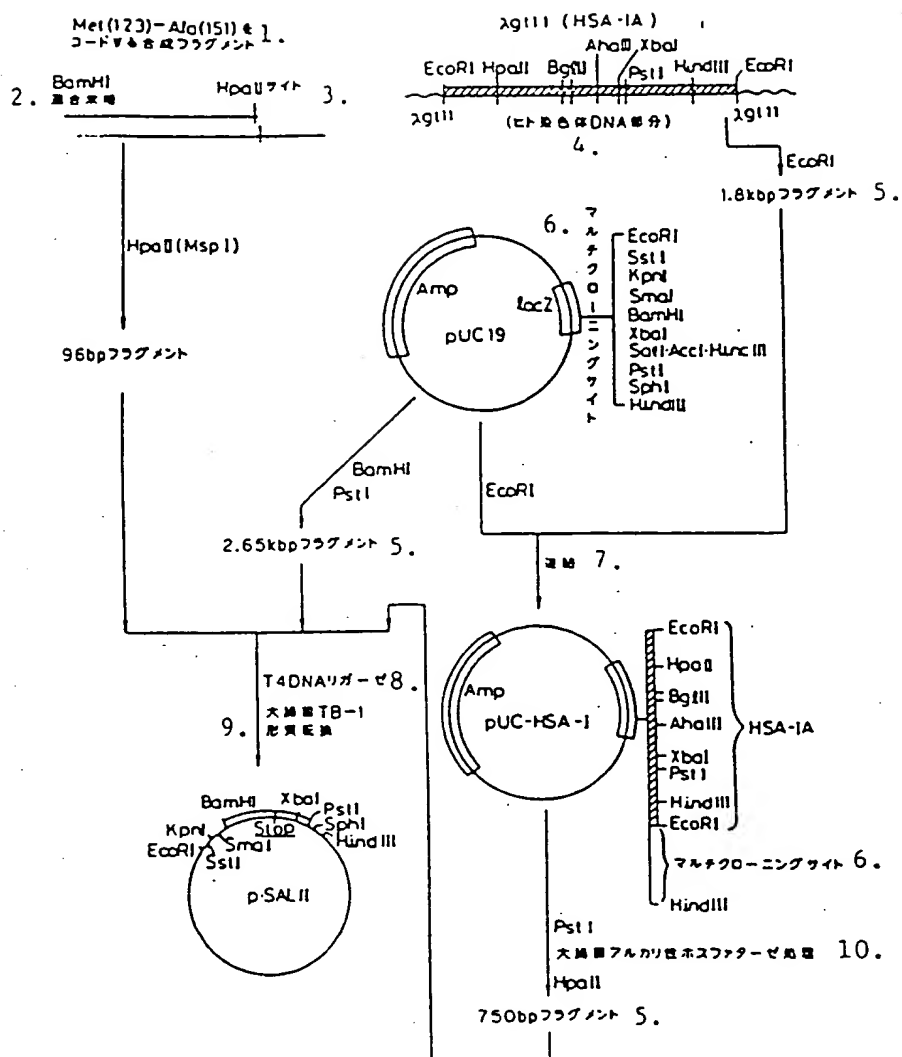 Met(123)-Ala(151)を 1.
コードする合成フラグメント
2. BamHI
HpaIIサイト 3.
HpaII(MspI)
96bpフラグメント
λgt11 (HSA-IA)
EcoRI HpaII BglII AhaIII XbaI PstI HindIII EcoRI
λgt11 (ヒト染色体DNA部分) λgt11
4.
EcoRI
1.8kbpフラグメント 5.
6. マルチクローニングサイト
Amp
lacZ
pUC19
EcoRI
SstI
KpnI
SmaI
BamHI
XbaI
SalI·AccI·HincIII
PstI
SphI
HindIII
BamHI
PstI
EcoRI
2.65kbpフラグメント 5.
連結 7.
T4DNAリガーゼ 8.
9. 大腸菌TB-1
形質転換
Amp
pUC-HSA-I
EcoRI
HpaII
BglII
AhaIII
XbaI
PstI
HindIII
EcoRI
HSA-IA
マルチクローニングサイト 6.
HindIII
BamHI
XbaI
PstI
SphI
HindIII
KpnI
SmaI
Stop
EcoRI
SstI
p·SALII
PstI
大腸菌アルカリ性ホスファターゼ処理 10.
HpaII
750bpフラグメント 5.